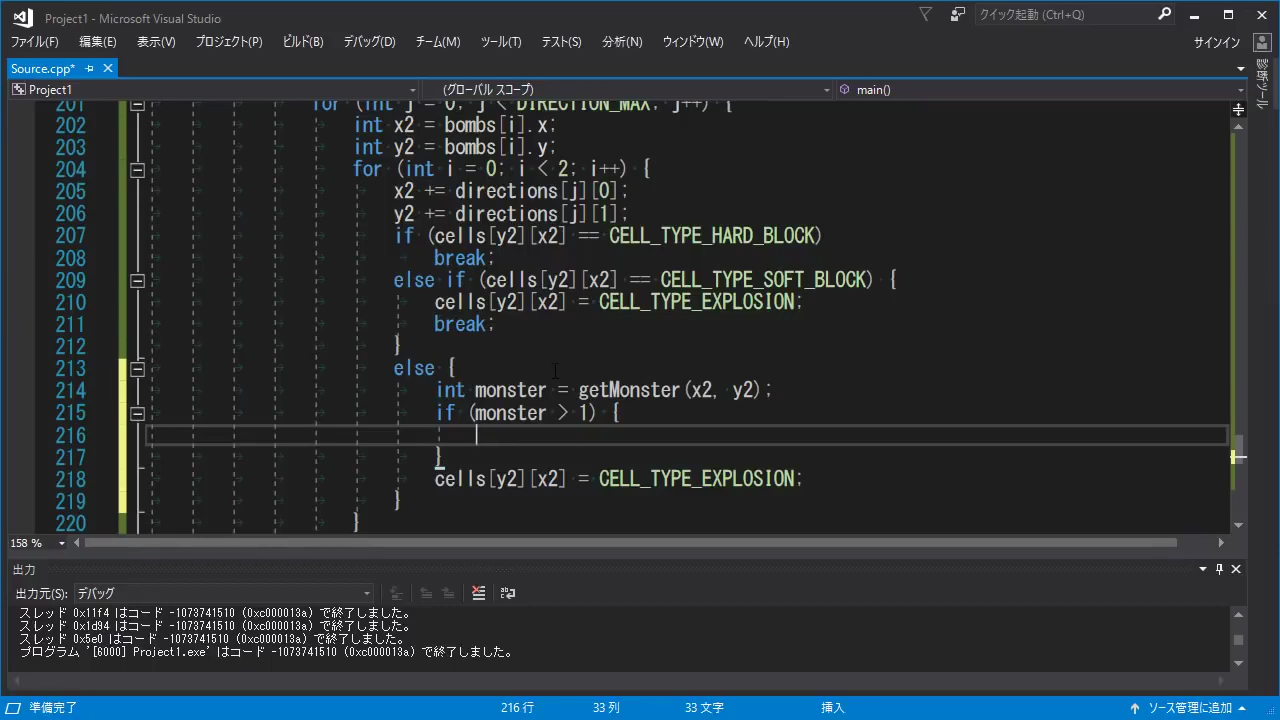 Project1 - Microsoft Visual Studio
クイック起動 (Ctrl+Q)
ファイル(F) 編集(E) 表示(V) プロジェクト(P) ビルド(B) デバッグ(D) チーム(M) ツール(T) テスト(S) 分析(N) ウィンドウ(W) ヘルプ(H) サインイン
Source.cpp*
診断ツール
Project1 (グローバル スコープ) main()
201 for (int j = 0; j < DIRECTION_MAX; j++) {
202 int x2 = bombs[i].x;
203 int y2 = bombs[i].y;
204 for (int i = 0; i < 2; i++) {
205 x2 += directions[j][0];
206 y2 += directions[j][1];
207 if (cells[y2][x2] == CELL_TYPE_HARD_BLOCK)
208 break;
209 else if (cells[y2][x2] == CELL_TYPE_SOFT_BLOCK) {
210 cells[y2][x2] = CELL_TYPE_EXPLOSION;
211 break;
212 }
213 else {
214 int monster = getMonster(x2, y2);
215 if (monster > 1) {
216
217 }
218 cells[y2][x2] = CELL_TYPE_EXPLOSION;
219 }
220 }
158 %
出力
出力元(S): デバッグ
スレッド 0x11f4 はコード -1073741510 (0xc000013a) で終了しました。
スレッド 0x1d94 はコード -1073741510 (0xc000013a) で終了しました。
スレッド 0x5e0 はコード -1073741510 (0xc000013a) で終了しました。
プログラム '[6000] Project1.exe' はコード -1073741510 (0xc000013a) で終了しました。
準備完了 216 行 33 列 33 文字 挿入 ソース管理に追加